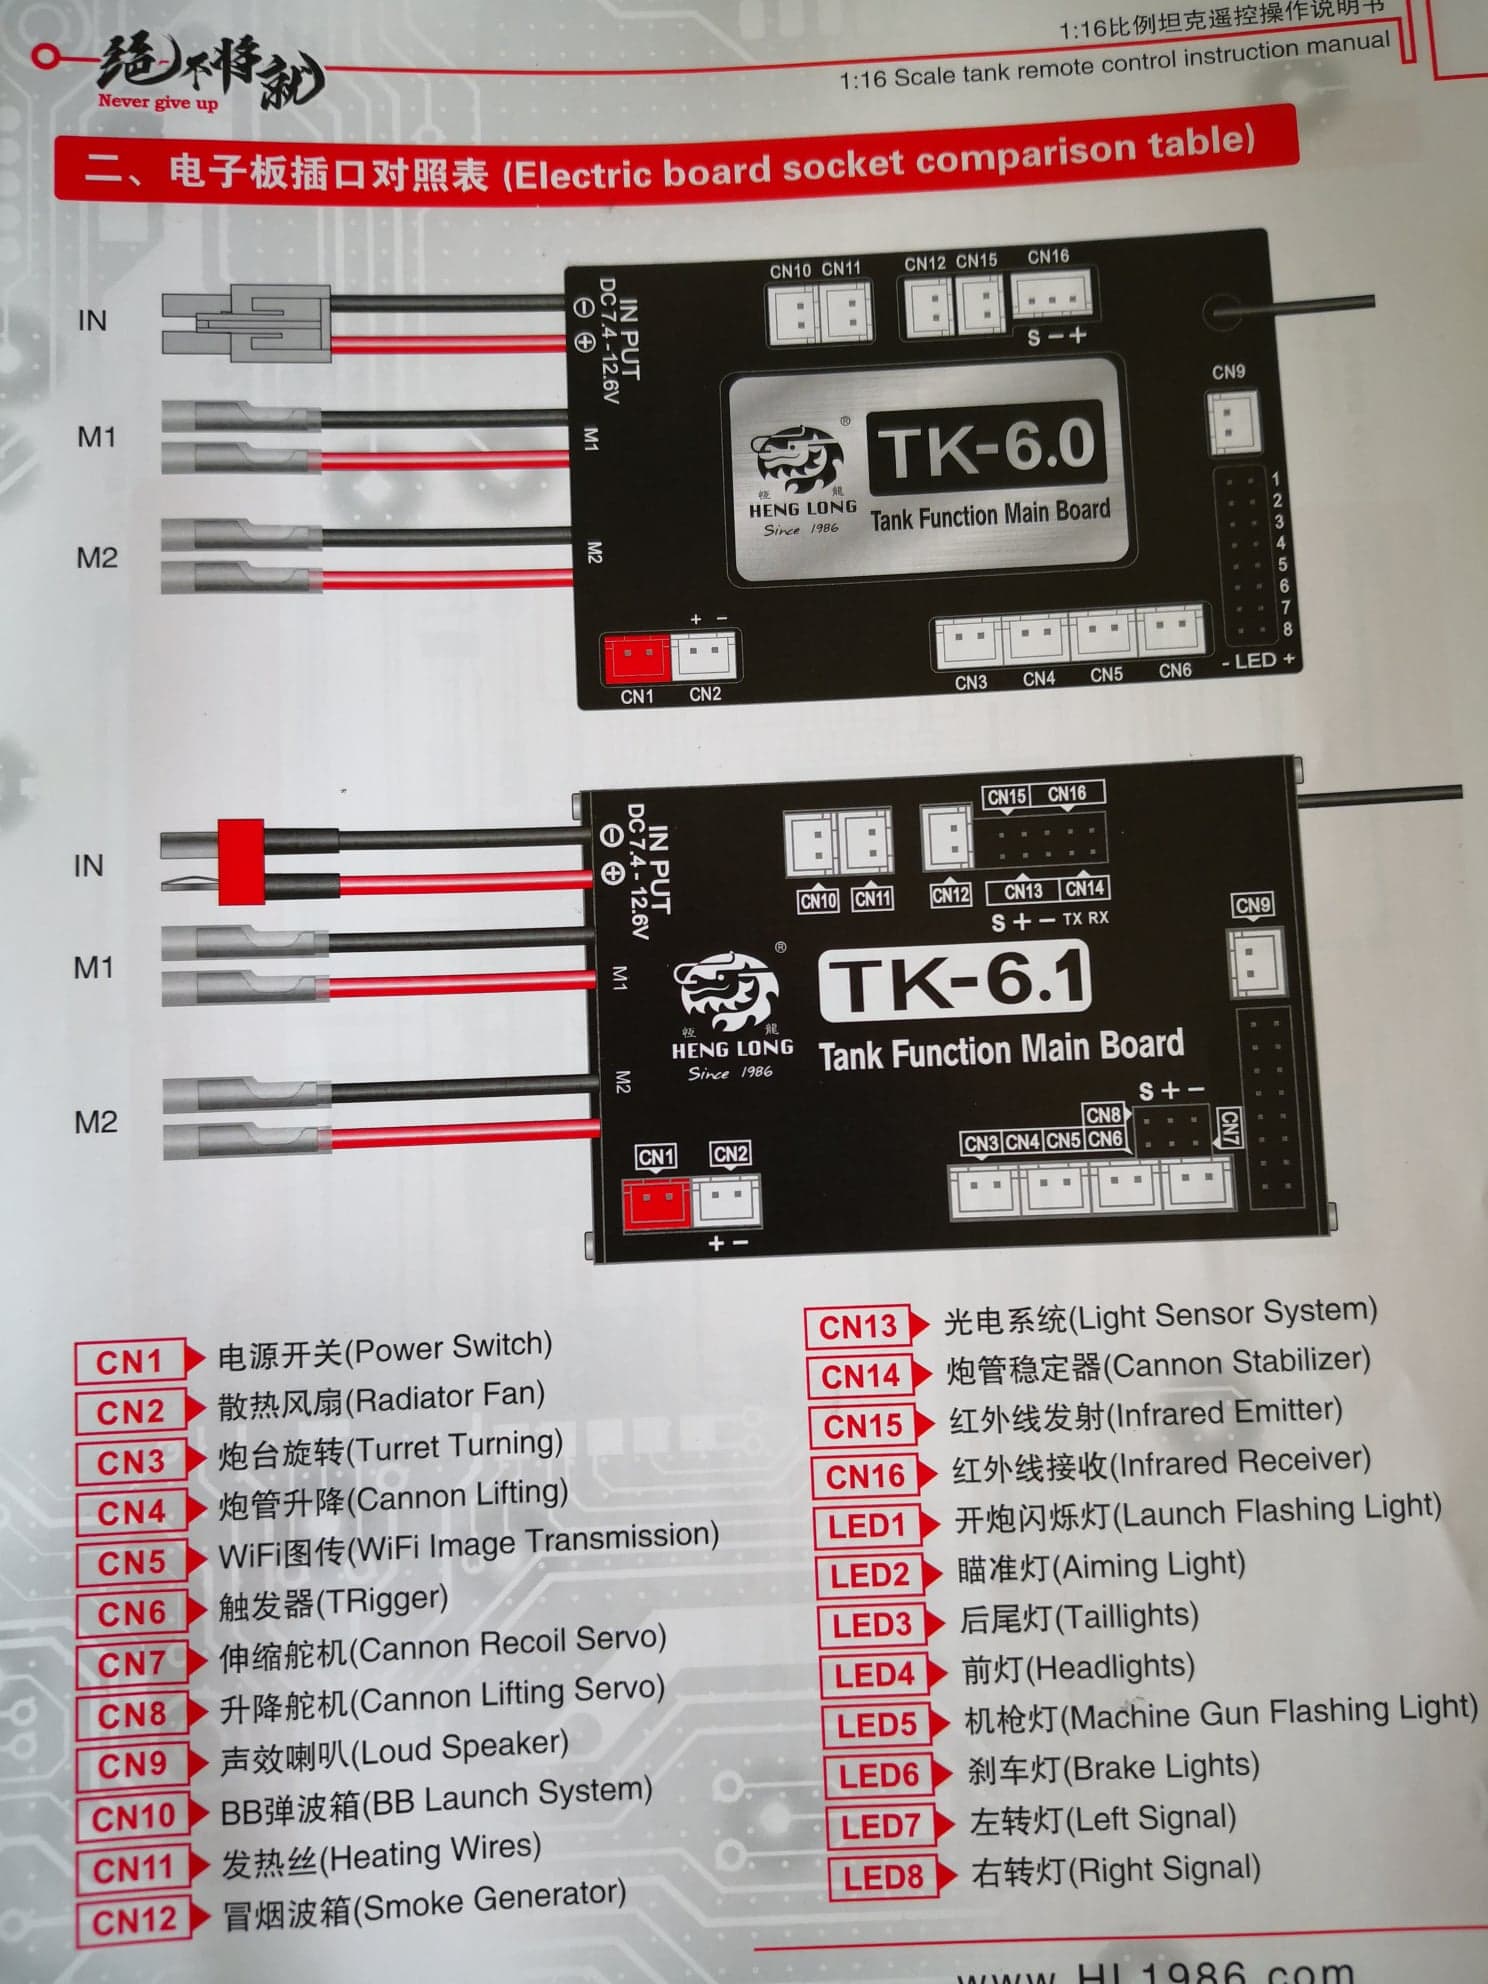 绝不将就
Never give up
1:16比例坦克遥控操作说明书
1:16 Scale tank remote control instruction manual
二、电子板插口对照表 (Electric board socket comparison table)
IN
M1
M2
IN PUT
DC 7.4 - 12.6V
⊖ ⊕
M1
M2
CN10 CN11
CN12 CN15 CN16
S − +
CN9
恒 龍
HENG LONG
®
Since 1986
TK-6.0
Tank Function Main Board
1
2
3
4
5
6
7
8
- LED +
+ −
CN1 CN2
CN3 CN4 CN5 CN6
IN
M1
M2
IN PUT
DC 7.4 - 12.6V
⊖ ⊕
M1
M2
CN15 CN16
CN10 CN11 CN12 CN13 CN14
S + − TX RX
CN9
恒 龍
HENG LONG
®
Since 1986
TK-6.1
Tank Function Main Board
S + −
CN8
CN3 CN4 CN5 CN6
CN7
CN1 CN2
+ −
CN1 电源开关(Power Switch)
CN2 散热风扇(Radiator Fan)
CN3 炮台旋转(Turret Turning)
CN4 炮管升降(Cannon Lifting)
CN5 WiFi图传(WiFi Image Transmission)
CN6 触发器(TRigger)
CN7 伸缩舵机(Cannon Recoil Servo)
CN8 升降舵机(Cannon Lifting Servo)
CN9 声效喇叭(Loud Speaker)
CN10 BB弹波箱(BB Launch System)
CN11 发热丝(Heating Wires)
CN12 冒烟波箱(Smoke Generator)
CN13 光电系统(Light Sensor System)
CN14 炮管稳定器(Cannon Stabilizer)
CN15 红外线发射(Infrared Emitter)
CN16 红外线接收(Infrared Receiver)
LED1 开炮闪烁灯(Launch Flashing Light)
LED2 瞄准灯(Aiming Light)
LED3 后尾灯(Taillights)
LED4 前灯(Headlights)
LED5 机枪灯(Machine Gun Flashing Light)
LED6 刹车灯(Brake Lights)
LED7 左转灯(Left Signal)
LED8 右转灯(Right Signal)
www.HL1986.com